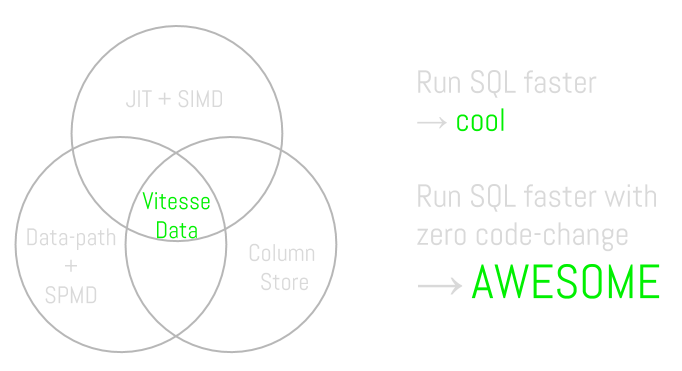 JIT + SIMD
Vitesse
Data
Data-path
+
SPMD
Column
Store
Run SQL faster
→ cool
Run SQL faster with
zero code-change
→ AWESOME